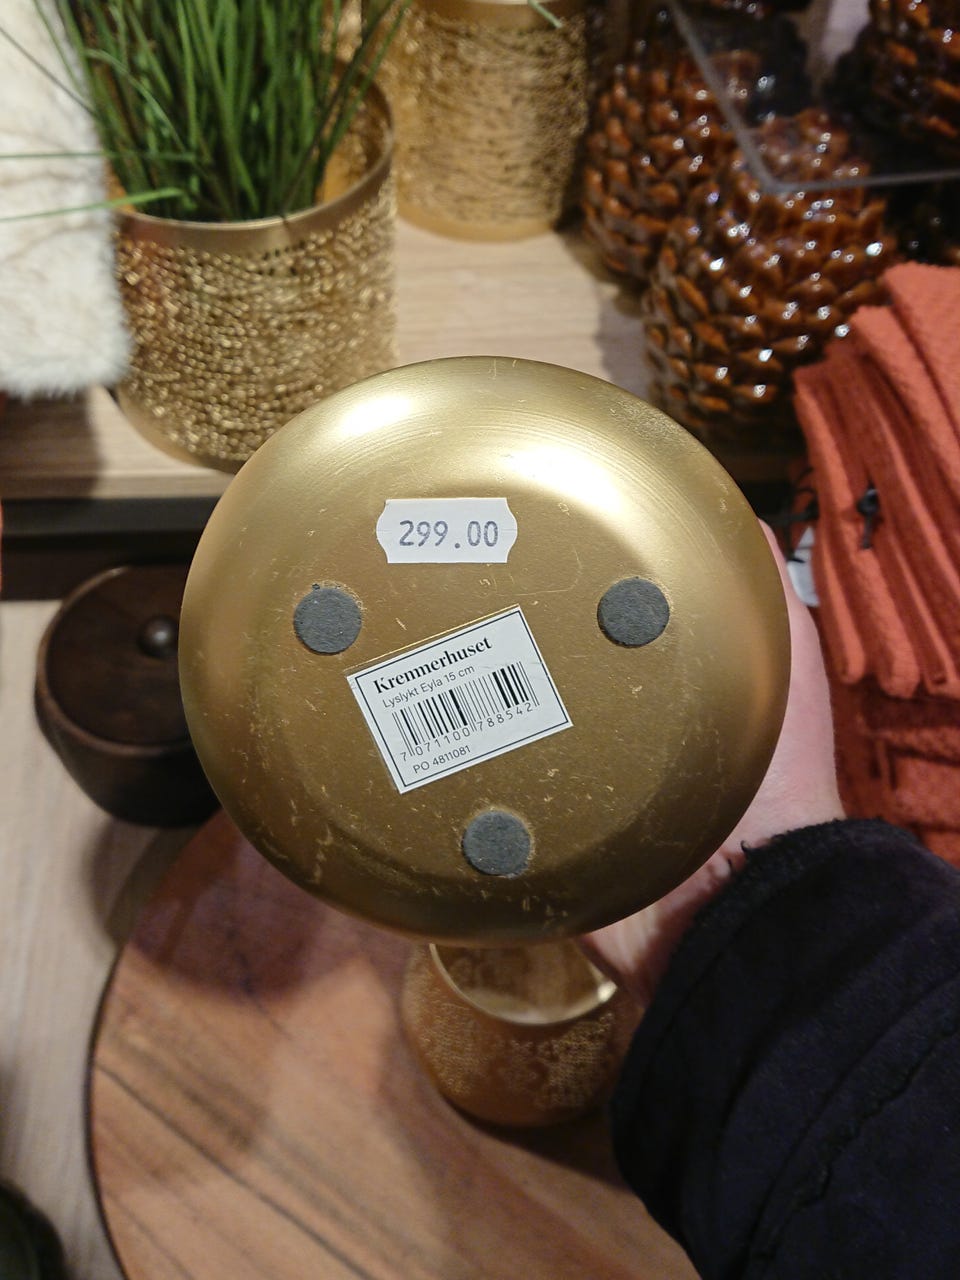 299.00
Kremmerhuset
Lyslykt Eyla 15 cm
7 071100 788542
PO 4811081